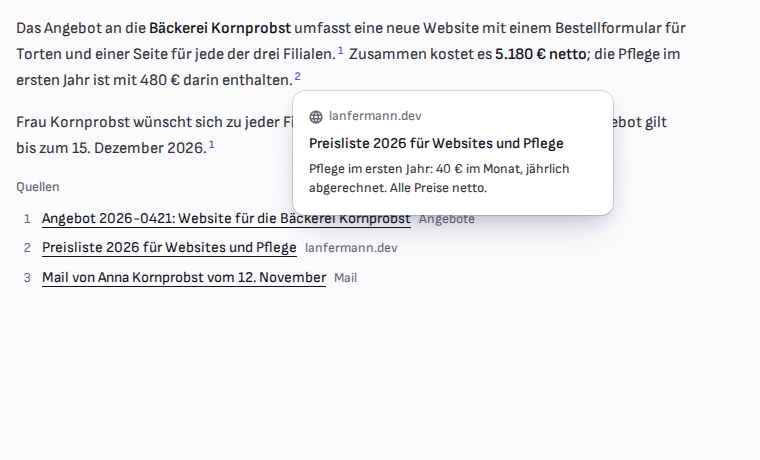 Das Angebot an die Bäckerei Kornprobst umfasst eine neue Website mit einem Bestellformular für
Torten und einer Seite für jede der drei Filialen.1 Zusammen kostet es 5.180 € netto; die Pflege im
ersten Jahr ist mit 480 € darin enthalten.2
lanfermann.dev
Preisliste 2026 für Websites und Pflege
Pflege im ersten Jahr: 40 € im Monat, jährlich
abgerechnet. Alle Preise netto.
Frau Kornprobst wünscht sich zu jeder gilt
bis zum 15. Dezember 2026.1
Quellen
1 Angebot 2026-0421: Website für die Bäckerei Kornprobst Angebote
2 Preisliste 2026 für Websites und Pflege lanfermann.dev
3 Mail von Anna Kornprobst vom 12. November Mail